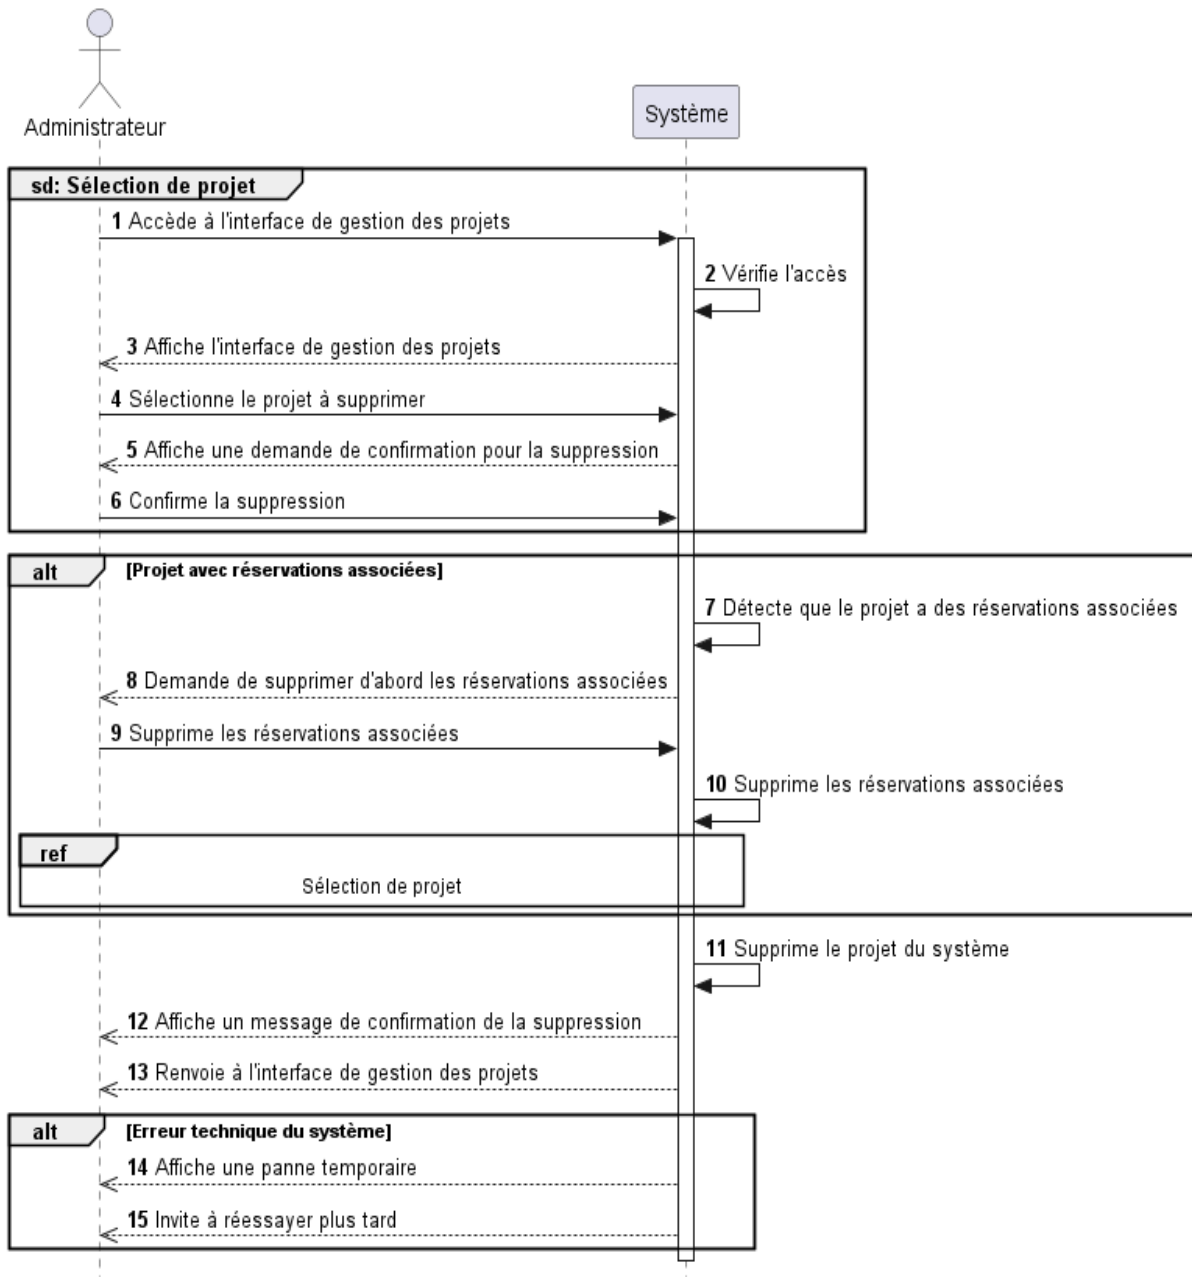 Administrateur
Système
sd: Sélection de projet
1 Accède à l'interface de gestion des projets
2 Vérifie l'accès
3 Affiche l'interface de gestion des projets
4 Sélectionne le projet à supprimer
5 Affiche une demande de confirmation pour la suppression
6 Confirme la suppression
alt [Projet avec réservations associées]
7 Détecte que le projet a des réservations associées
8 Demande de supprimer d'abord les réservations associées
9 Supprime les réservations associées
10 Supprime les réservations associées
ref
Sélection de projet
11 Supprime le projet du système
12 Affiche un message de confirmation de la suppression
13 Renvoie à l'interface de gestion des projets
alt [Erreur technique du système]
14 Affiche une panne temporaire
15 Invite à réessayer plus tard